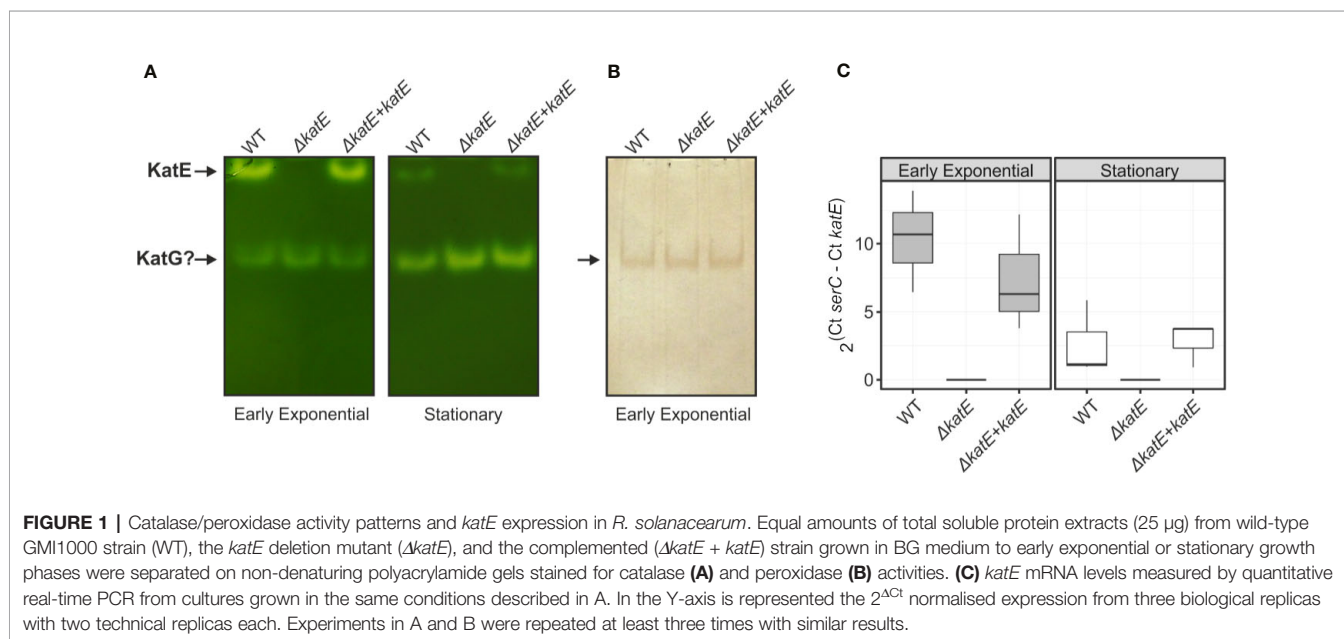 A
B
C
WT
ΔkatE
ΔkatE+katE
WT
ΔkatE
ΔkatE+katE
WT
ΔkatE
ΔkatE+katE
KatE→
KatG?→
Early Exponential
Stationary
Early Exponential
Early Exponential
Stationary
2(Ct serC - Ct katE)
10
5
0
WT
ΔkatE
ΔkatE+katE
WT
ΔkatE
ΔkatE+katE
FIGURE 1 | Catalase/peroxidase activity patterns and katE expression in R. solanacearum. Equal amounts of total soluble protein extracts (25 µg) from wild-type
GMI1000 strain (WT), the katE deletion mutant (ΔkatE), and the complemented (ΔkatE + katE) strain grown in BG medium to early exponential or stationary growth
phases were separated on non-denaturing polyacrylamide gels stained for catalase (A) and peroxidase (B) activities. (C) katE mRNA levels measured by quantitative
real-time PCR from cultures grown in the same conditions described in A. In the Y-axis is represented the 2ΔCt normalised expression from three biological replicas
with two technical replicas each. Experiments in A and B were repeated at least three times with similar results.